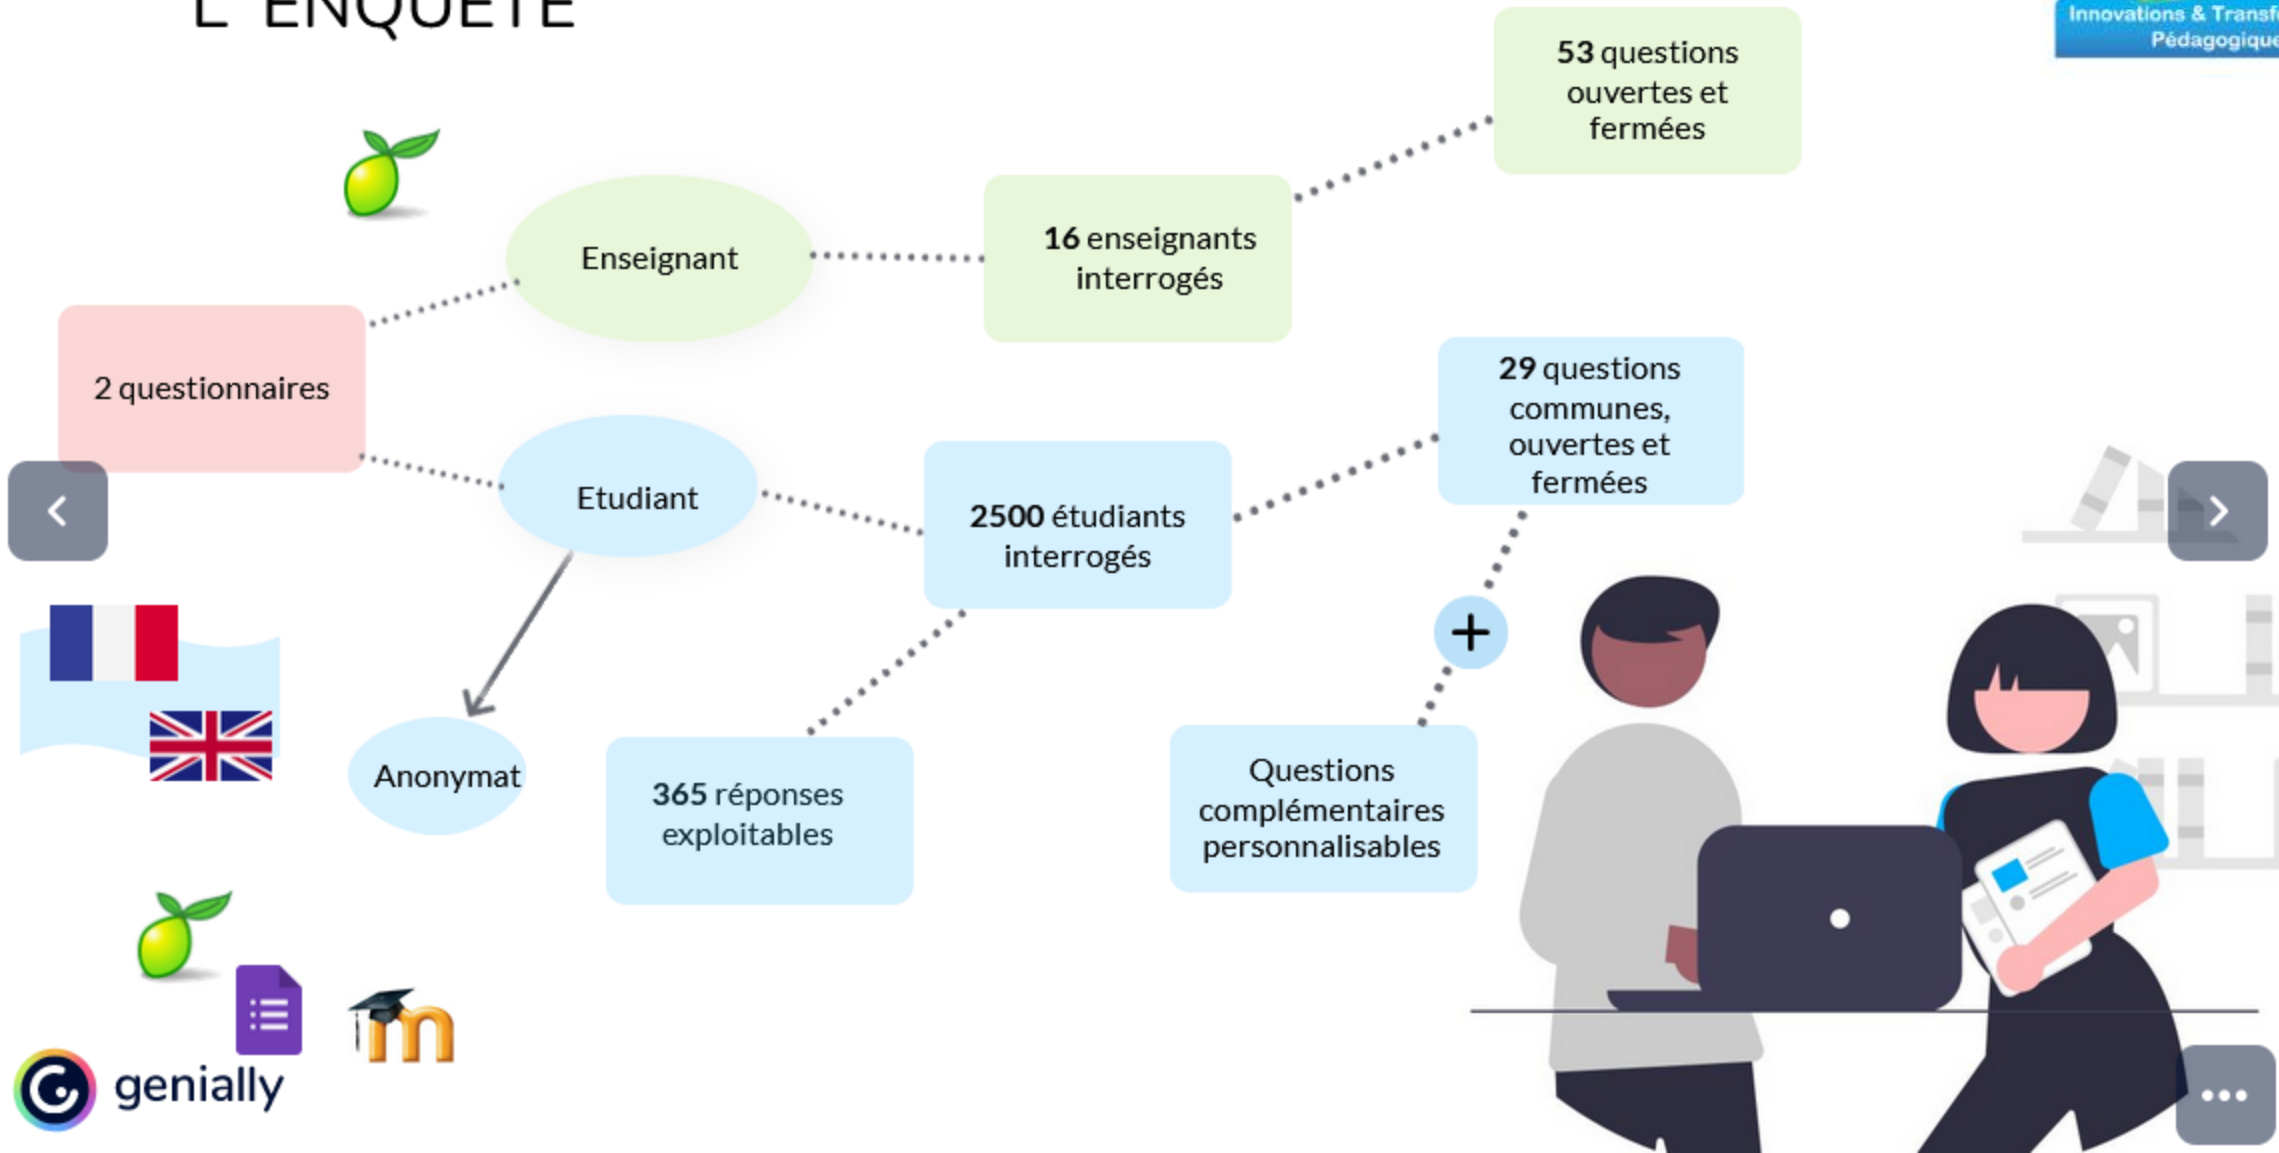 L' ENQUÊTE
Innovations & Transf
Pédagogique
53 questions
ouvertes et
fermées
Enseignant
16 enseignants
interrogés
2 questionnaires
29 questions
communes,
ouvertes et
fermées
Etudiant
2500 étudiants
interrogés
Anonymat
365 réponses
exploitables
Questions
complémentaires
personnalisables
m
genially